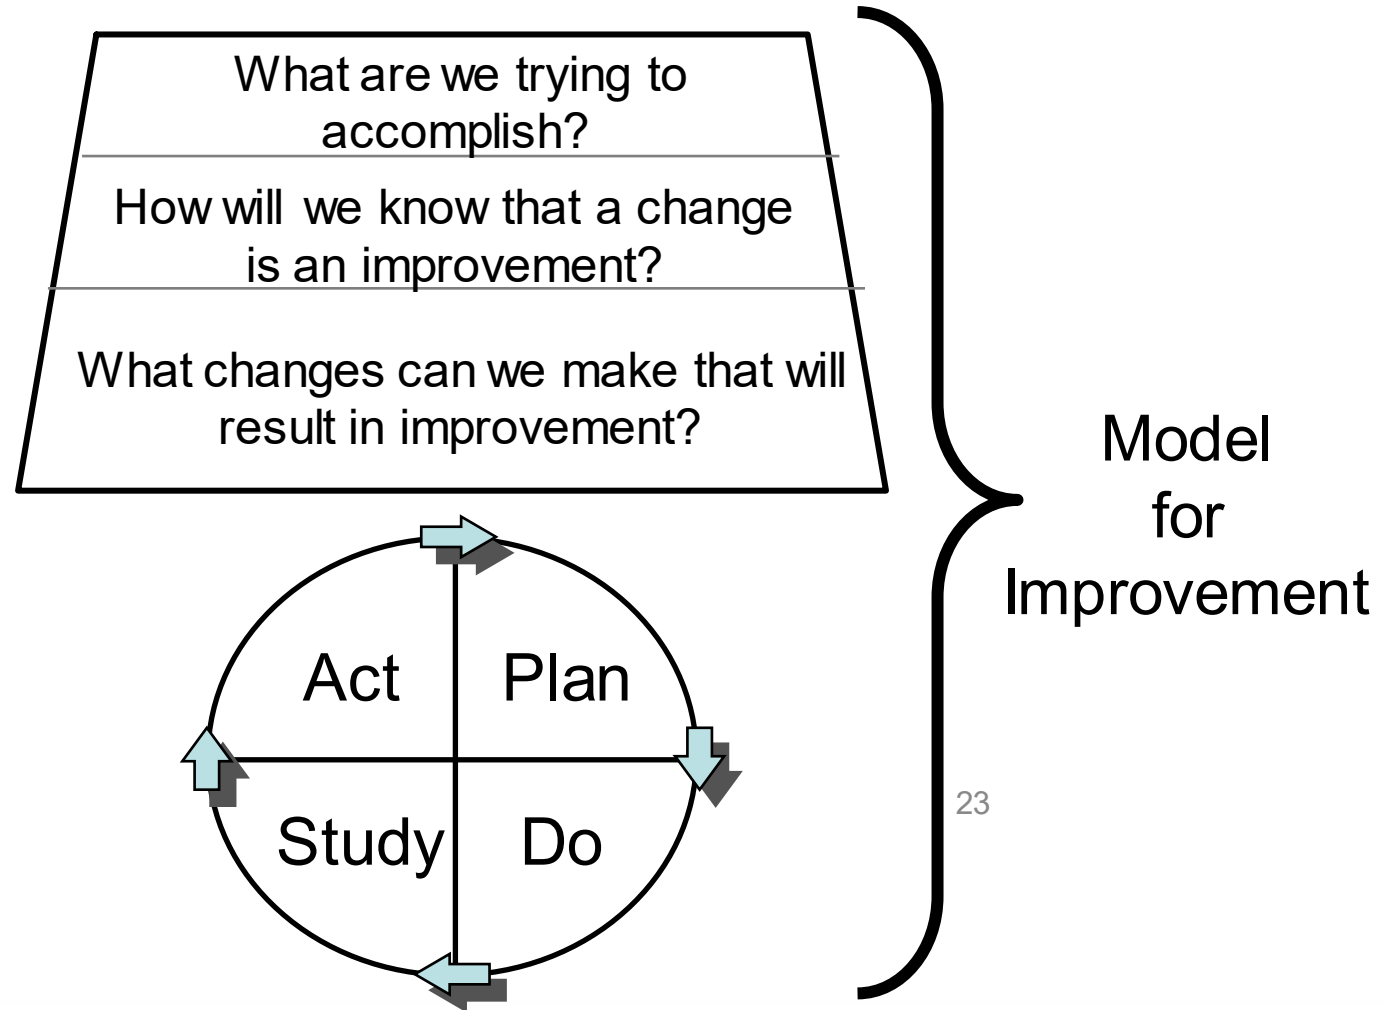 What are we trying to
accomplish?
How will we know that a change
is an improvement?
What changes can we make that will
result in improvement?
Model
for
Improvement
Act
Plan
Study
Do
23